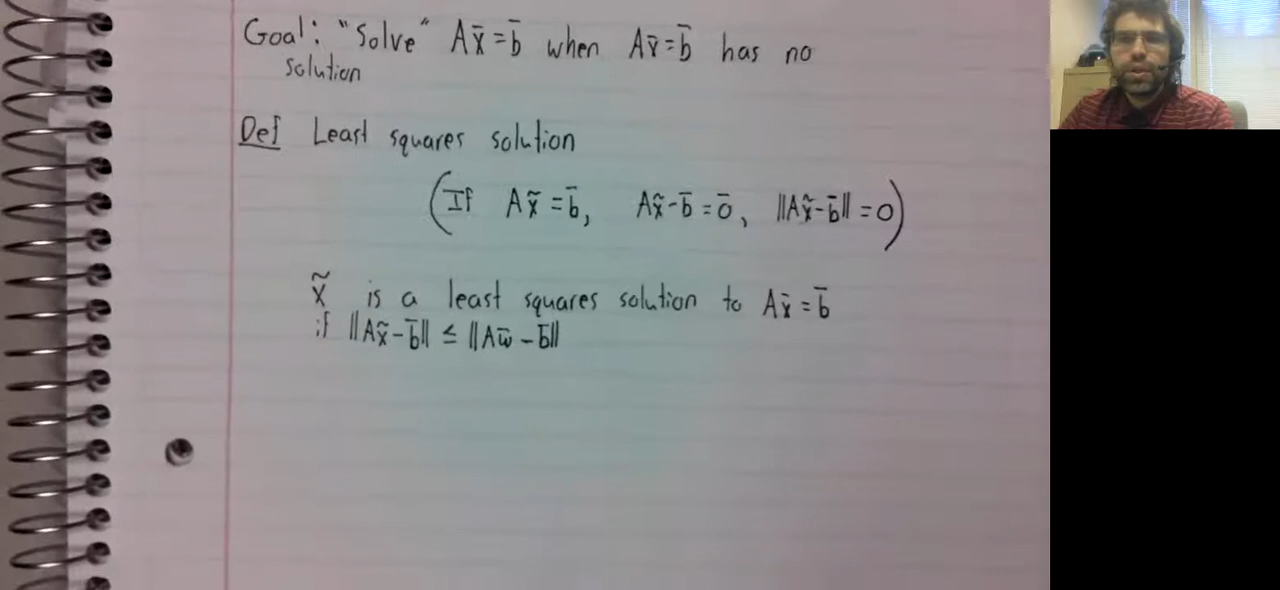 Goal: "Solve" Ax̄=b̄ when Ax̄=b̄ has no
solution
Def Least squares solution
(If Ax̃=b̄, Ax̃-b̄=ō, ||Ax̃-b̄||=0)
x̃ is a least squares solution to Ax̄=b̄
if ||Ax̃-b̄|| ≤ ||Aw̄-b̄||